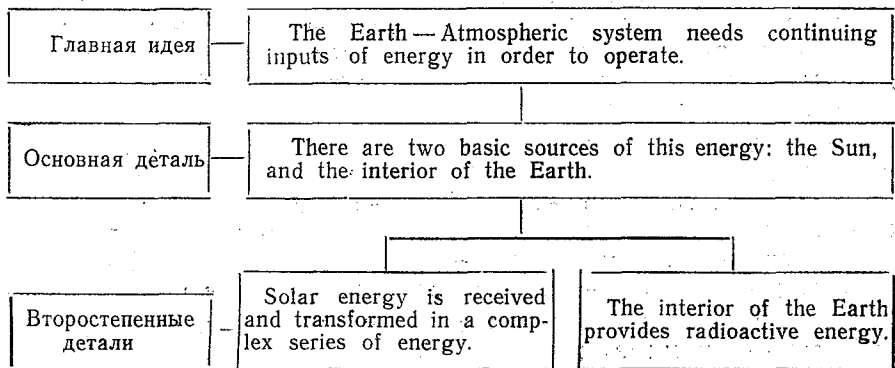 Главная идея
The Earth — Atmospheric system needs continuing
inputs of energy in order to operate.
Основная деталь
There are two basic sources of this energy: the Sun,
and the interior of the Earth.
Второстепенные
детали
Solar energy is received
and transformed in a comp-
lex series of energy.
The interior of the Earth
provides radioactive energy.